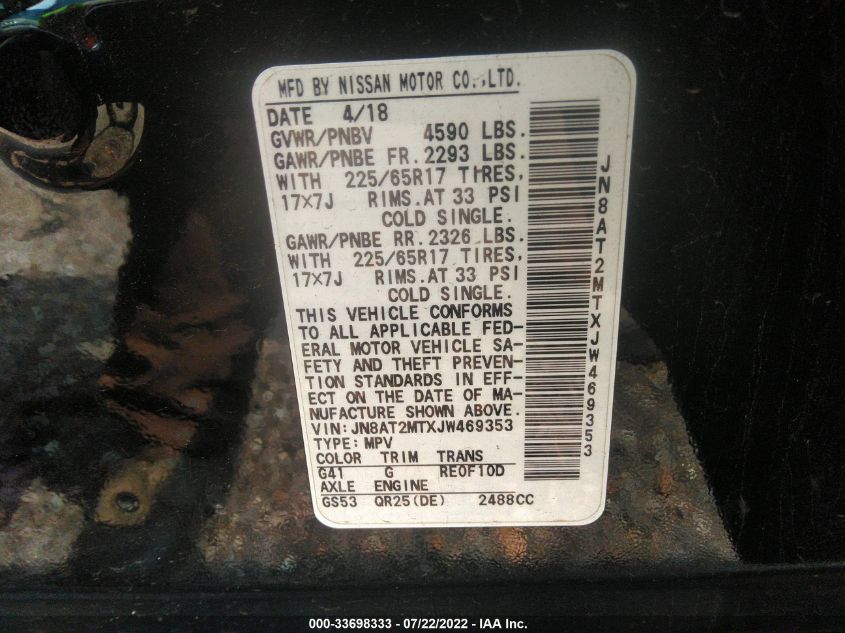 MFD BY NISSAN MOTOR CO.,LTD.
DATE 4/18
GVWR/PNBV 4590 LBS.
GAWR/PNBE FR. 2293 LBS.
WITH 225/65R17 TIRES,
17×7J RIMS.AT 33 PSI
COLD SINGLE.
GAWR/PNBE RR. 2326 LBS.
WITH 225/65R17 TIRES,
17×7J RIMS.AT 33 PSI
COLD SINGLE.
THIS VEHICLE CONFORMS
TO ALL APPLICABLE FED-
ERAL MOTOR VEHICLE SA-
FETY AND THEFT PREVEN-
TION STANDARDS IN EFF-
ECT ON THE DATE OF MA-
NUFACTURE SHOWN ABOVE.
VIN:JN8AT2MTXJW469353
TYPE:MPV
COLOR TRIM TRANS
G41 G RE0F10D
AXLE ENGINE
GS53 QR25(DE) 2488CC
JN8AT2MTXJW469353
000-33698333 - 07/22/2022 - IAA Inc.